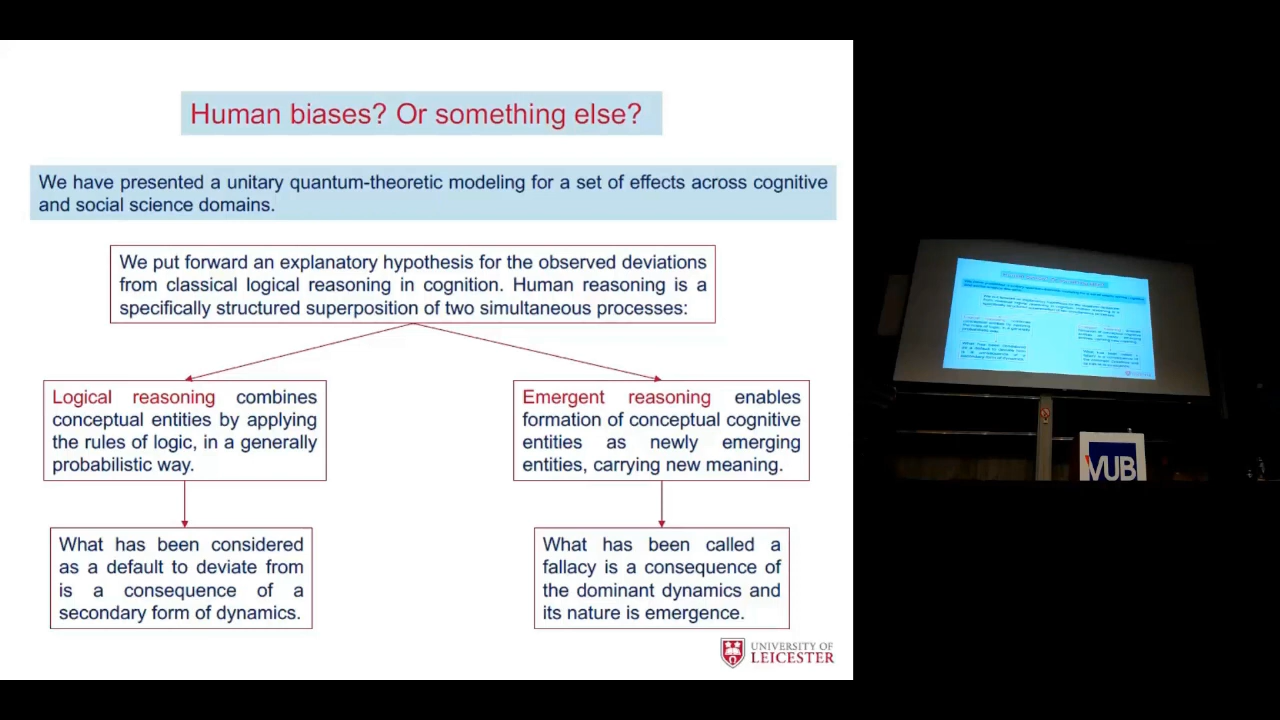 Human biases? Or something else?
We have presented a unitary quantum-theoretic modeling for a set of effects across cognitive
and social science domains.
We put forward an explanatory hypothesis for the observed deviations
from classical logical reasoning in cognition. Human reasoning is a
specifically structured superposition of two simultaneous processes:
Logical reasoning combines
conceptual entities by applying
the rules of logic, in a generally
probabilistic way.
Emergent reasoning enables
formation of conceptual cognitive
entities as newly emerging
entities, carrying new meaning.
What has been considered
as a default to deviate from
is a consequence of a
secondary form of dynamics.
What has been called a
fallacy is a consequence of
the dominant dynamics and
its nature is emergence.
UNIVERSITY OF
LEICESTER
VUB